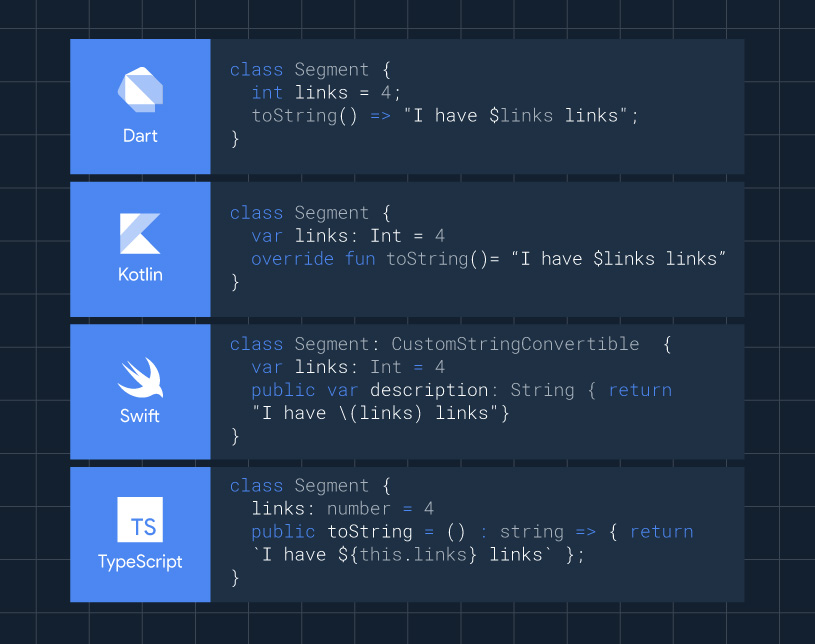 Dart
class Segment {
int links = 4;
toString() => "I have $links links";
}
Kotlin
class Segment {
var links: Int = 4
override fun toString()= “I have $links links”
}
Swift
class Segment: CustomStringConvertible {
var links: Int = 4
public var description: String { return
"I have \(links) links"}
}
TS
TypeScript
class Segment {
links: number = 4
public toString = () : string => { return
`I have ${this.links} links` };
}